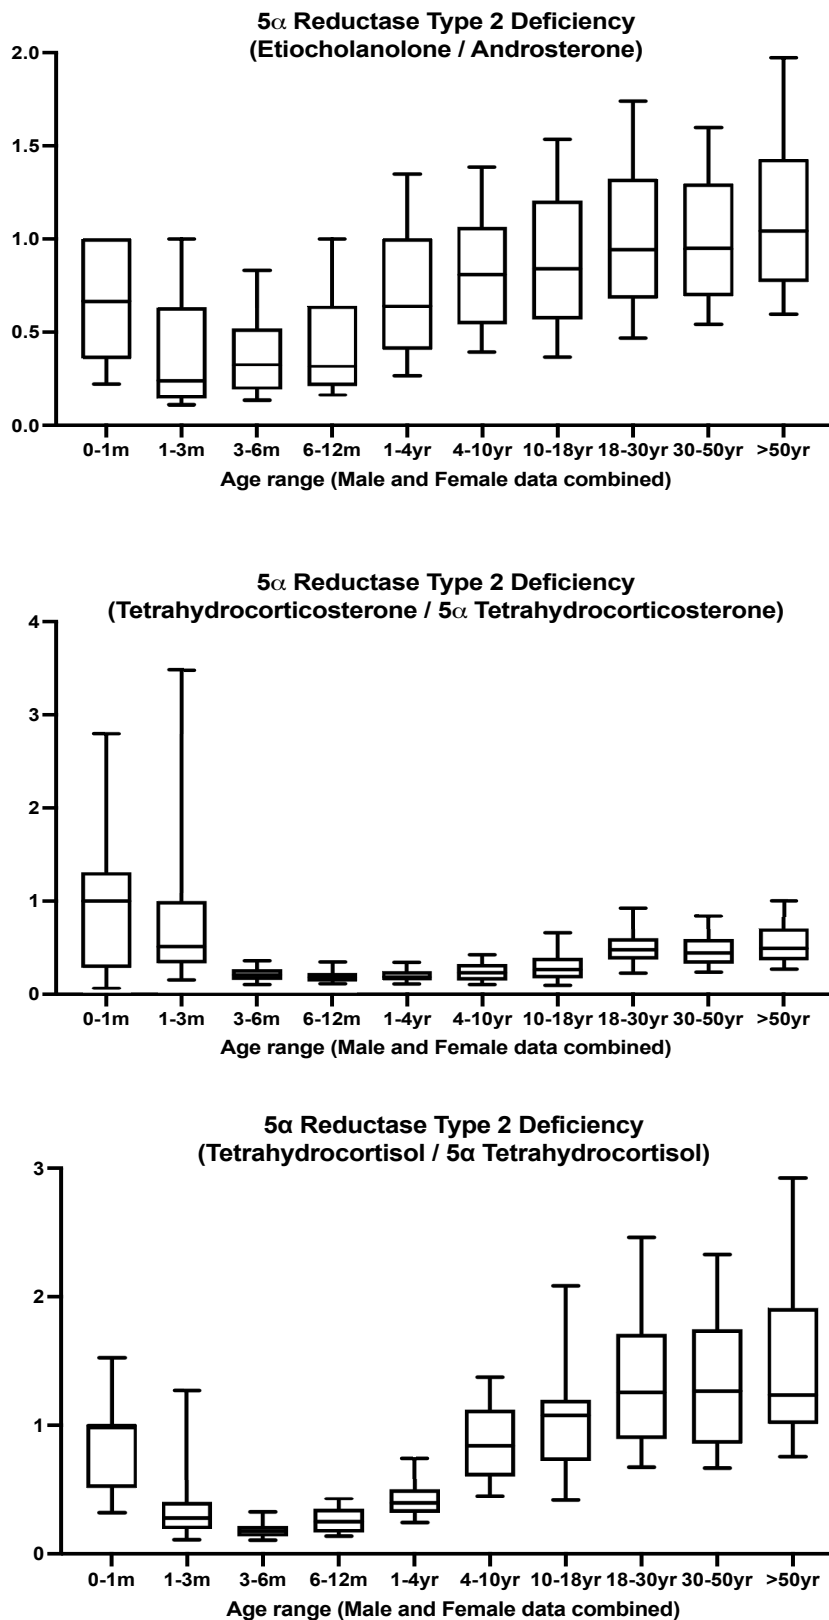 5α Reductase Type 2 Deficiency
(Etiocholanolone / Androsterone)
2.0
1.5
1.0
0.5
0.0
0-1m 1-3m 3-6m 6-12m 1-4yr 4-10yr 10-18yr 18-30yr 30-50yr >50yr
Age range (Male and Female data combined)
5α Reductase Type 2 Deficiency
(Tetrahydrocorticosterone / 5α Tetrahydrocorticosterone)
4
3
2
1
0
0-1m 1-3m 3-6m 6-12m 1-4yr 4-10yr 10-18yr 18-30yr 30-50yr >50yr
Age range (Male and Female data combined)
5α Reductase Type 2 Deficiency
(Tetrahydrocortisol / 5α Tetrahydrocortisol)
3
2
1
0
0-1m 1-3m 3-6m 6-12m 1-4yr 4-10yr 10-18yr 18-30yr 30-50yr >50yr
Age range (Male and Female data combined)